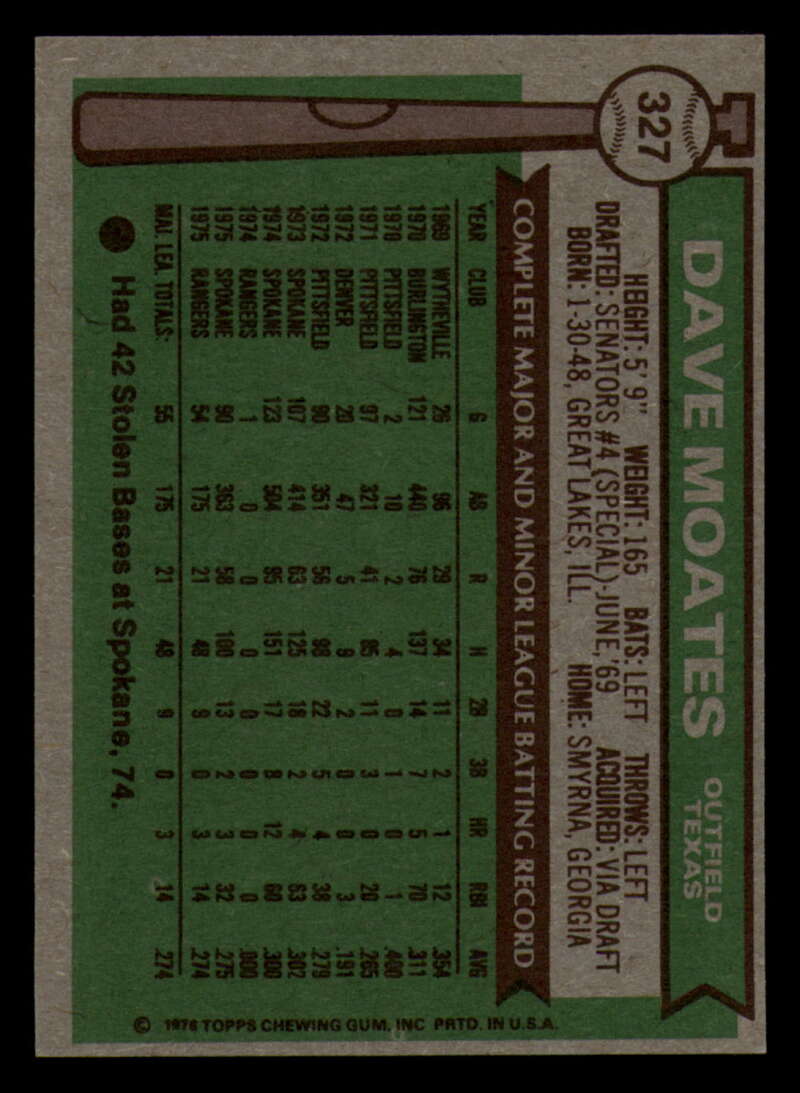 327
DAVE MOATES
OUTFIELD
TEXAS
HEIGHT: 5' 9" WEIGHT: 165 BATS: LEFT THROWS: LEFT
DRAFTED: SENATORS #4 (SPECIAL)-JUNE, '69 ACQUIRED: VIA DRAFT
BORN: 1-30-48, GREAT LAKES, ILL. HOME: SMYRNA, GEORGIA
COMPLETE MAJOR AND MINOR LEAGUE BATTING RECORD
YEAR CLUB G AB R H 2B 3B HR RBI AVG
1969 WYTHEVILLE 26 96 29 34 11 2 1 12 .354
1970 BURLINGTON 121 440 76 137 14 7 5 70 .311
1970 PITTSFIELD 2 10 2 4 0 1 0 1 .400
1971 PITTSFIELD 97 321 41 85 11 3 0 20 .265
1972 DENVER 20 47 5 9 2 0 0 3 .191
1972 PITTSFIELD 90 351 56 98 22 5 4 38 .279
1973 SPOKANE 107 414 63 125 18 2 4 63 .302
1974 SPOKANE 123 504 95 151 17 8 12 60 .300
1974 RANGERS 1 0 0 0 0 0 0 0 .000
1975 SPOKANE 90 363 58 100 13 2 3 32 .275
1975 RANGERS 54 175 21 48 9 0 3 14 .274
MAJ. LEA. TOTALS: 55 175 21 48 9 0 3 14 .274
Had 42 Stolen Bases at Spokane, 74.
© 1976 TOPPS CHEWING GUM, INC PRTD. IN U.S.A.